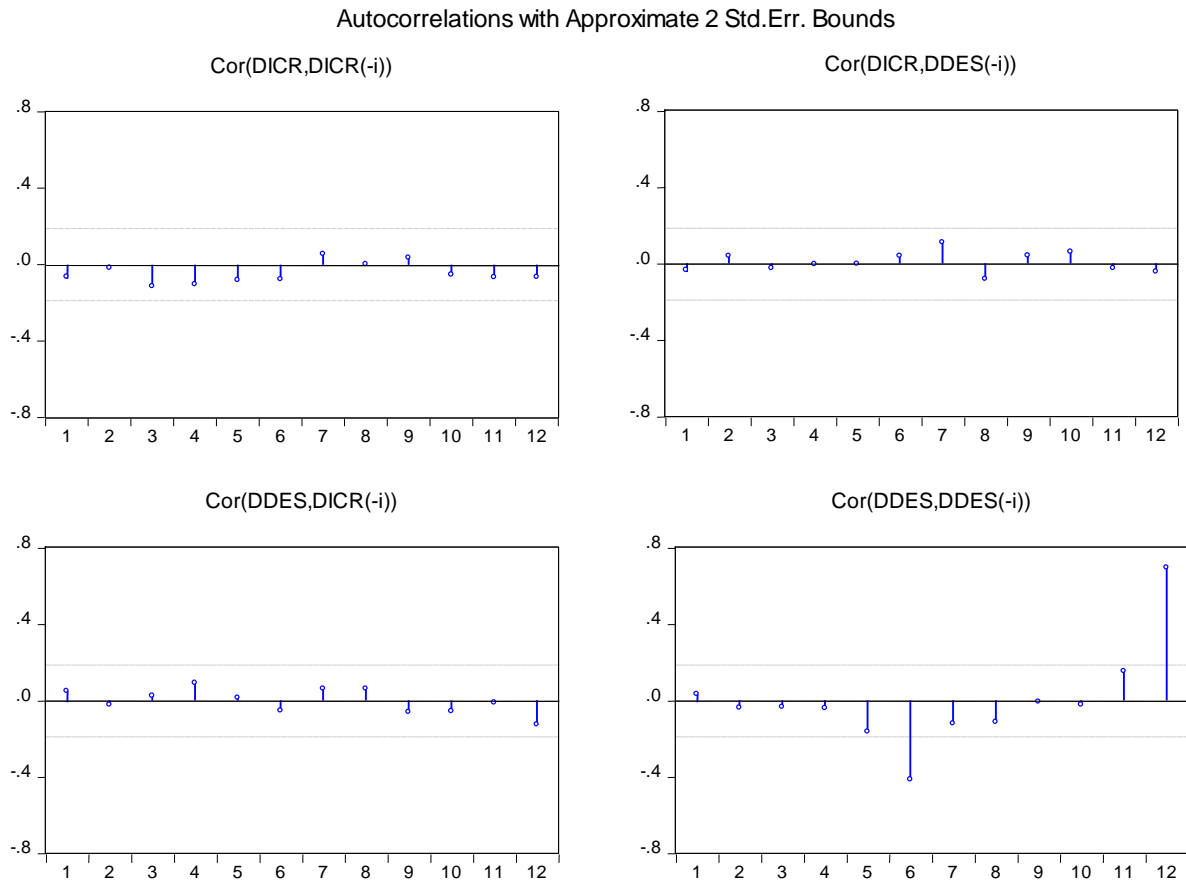 Autocorrelations with Approximate 2 Std.Err. Bounds
Cor(DICR,DICR(-i))
.8
.4
.0
-.4
-.8
1 2 3 4 5 6 7 8 9 10 11 12
Cor(DICR,DDES(-i))
.8
.4
.0
-.4
-.8
1 2 3 4 5 6 7 8 9 10 11 12
Cor(DDES,DICR(-i))
.8
.4
.0
-.4
-.8
1 2 3 4 5 6 7 8 9 10 11 12
Cor(DDES,DDES(-i))
.8
.4
.0
-.4
-.8
1 2 3 4 5 6 7 8 9 10 11 12